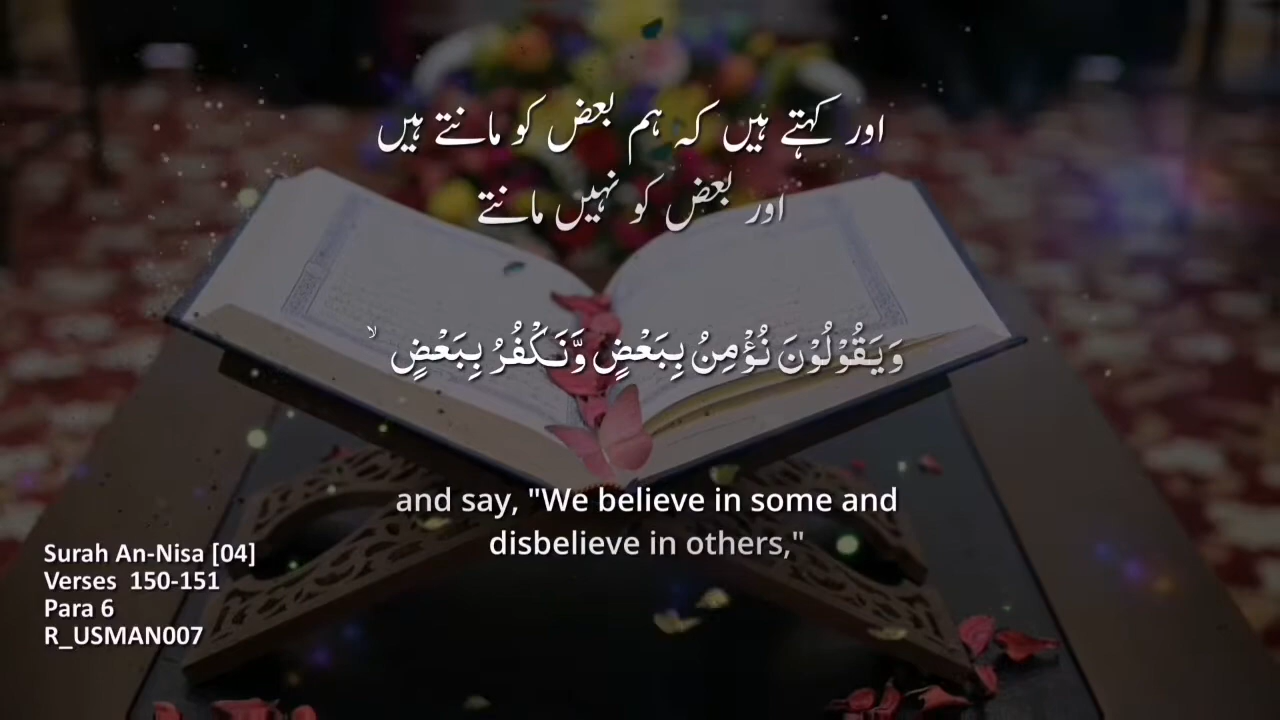 اور کہتے ہیں کہ ہم بعض کو مانتے ہیں
اور بعض کو نہیں مانتے
وَيَقُوْلُوْنَ نُؤْمِنُ بِبَعْضٍ وَّنَكْفُرُ بِبَعْضٍ ۙ
and say, "We believe in some and
disbelieve in others,"
Surah An-Nisa [04]
Verses 150-151
Para 6
R_USMAN007